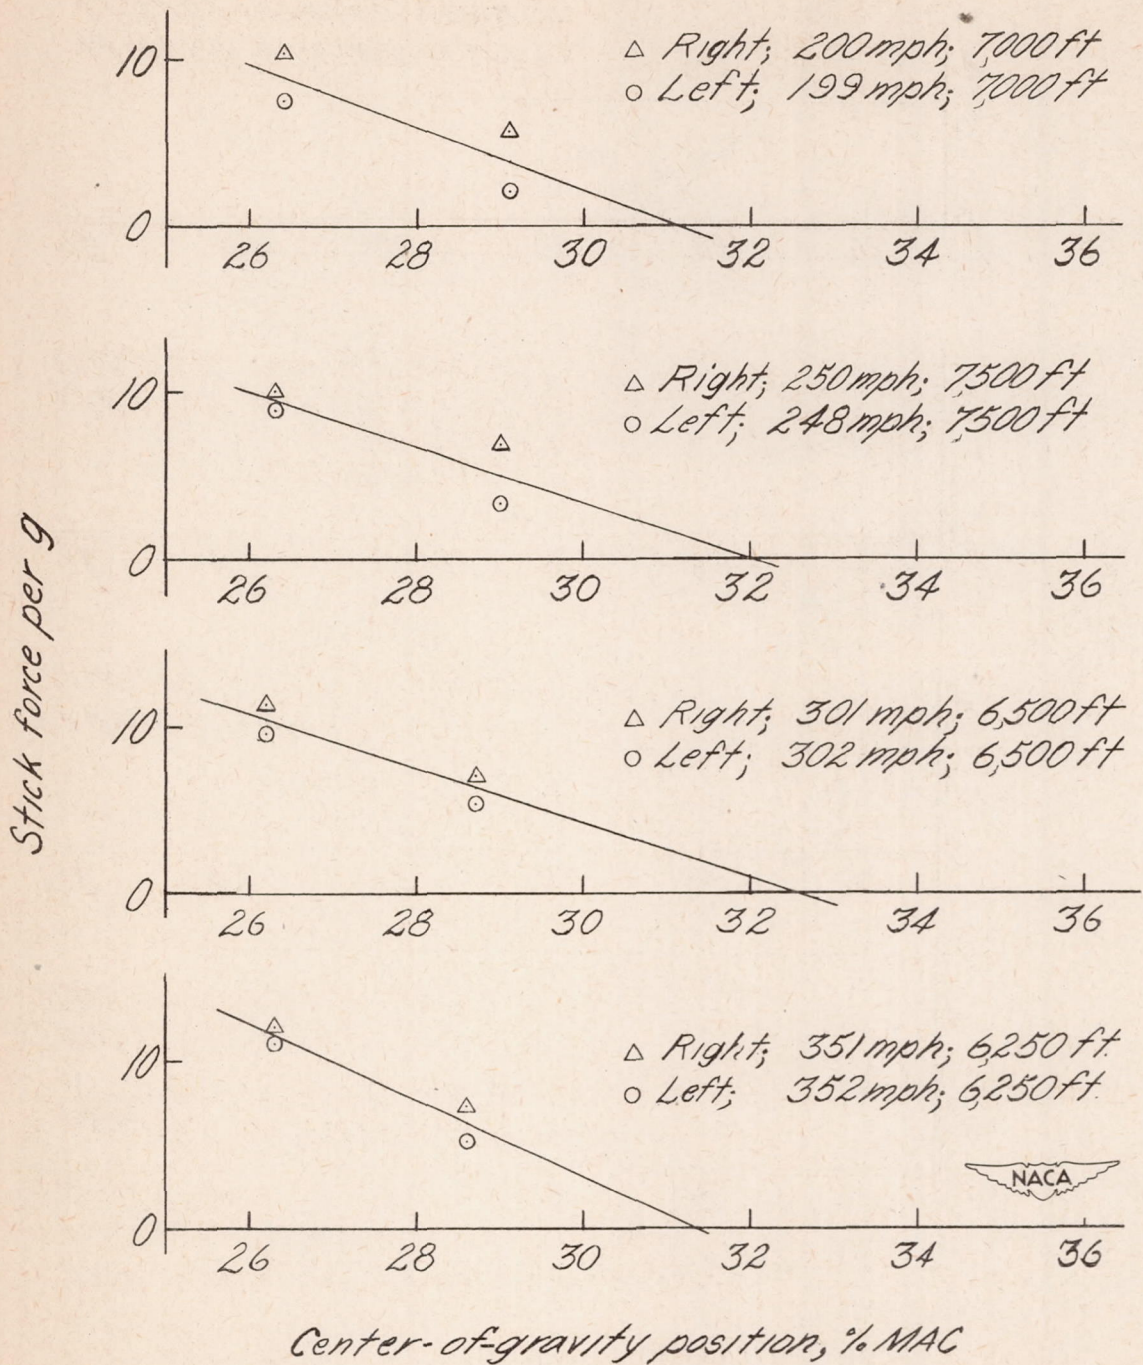 10
△ Right; 200 mph; 7,000 ft
○ Left; 199 mph; 7,000 ft
0
26 28 30 32 34 36
10
△ Right; 250 mph; 7,500 ft
○ Left; 248 mph; 7,500 ft
0
26 28 30 32 34 36
Stick force per g
10
△ Right; 301 mph; 6,500 ft
○ Left; 302 mph; 6,500 ft
0
26 28 30 32 34 36
10
△ Right; 351 mph; 6,250 ft.
○ Left; 352 mph; 6,250 ft.
NACA
0
26 28 30 32 34 36
Center-of-gravity position, % MAC